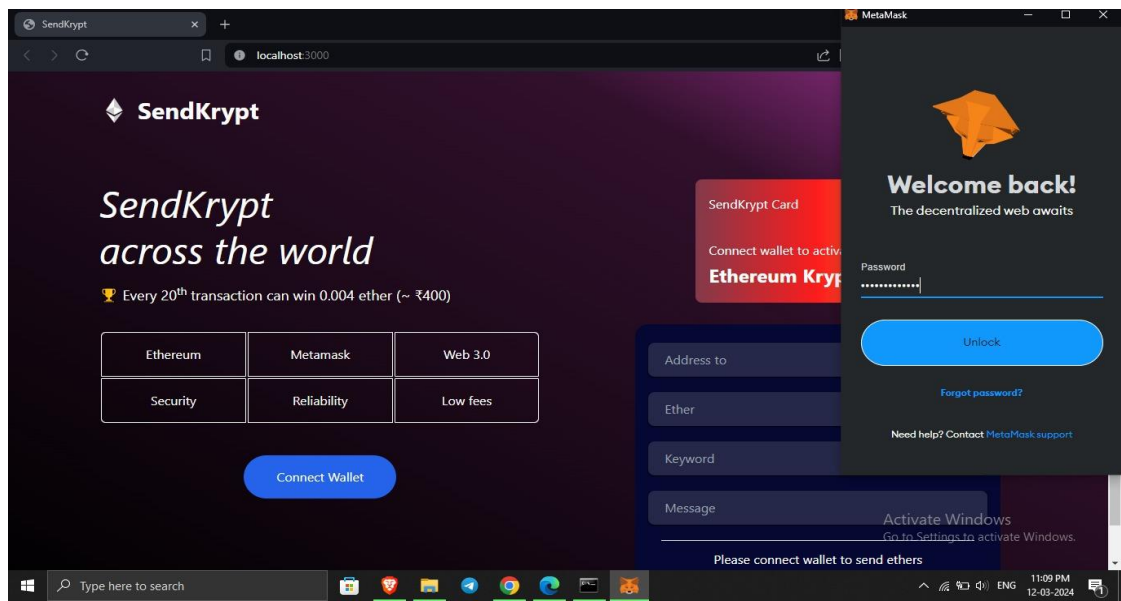 SendKrypt
localhost:3000
SendKrypt
SendKrypt
across the world
🏆 Every 20th transaction can win 0.004 ether (~ ₹400)
Ethereum Metamask Web 3.0
Security Reliability Low fees
Connect Wallet
SendKrypt Card
Connect wallet to activ
Ethereum Kryp
Address to
Ether
Keyword
Message
Please connect wallet to send ethers
MetaMask
Welcome back!
The decentralized web awaits
Password
Unlock
Forgot password?
Need help? Contact MetaMask support
Activate Windows
Go to Settings to activate Windows.
Type here to search
ENG
11:09 PM
12-03-2024
1